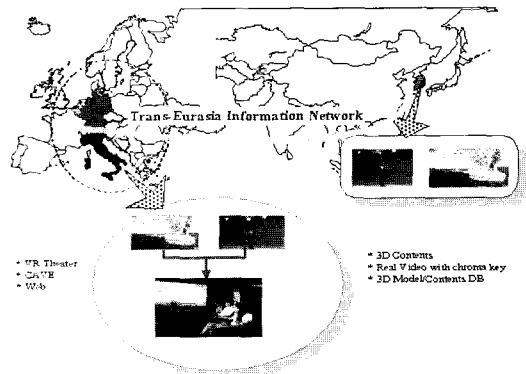 Trans-Eurasia Information Network
* VR Theater
* CAVE
* Web
* 3D Contents
* Real Video with chroma key
* 3D Model/Contents DB